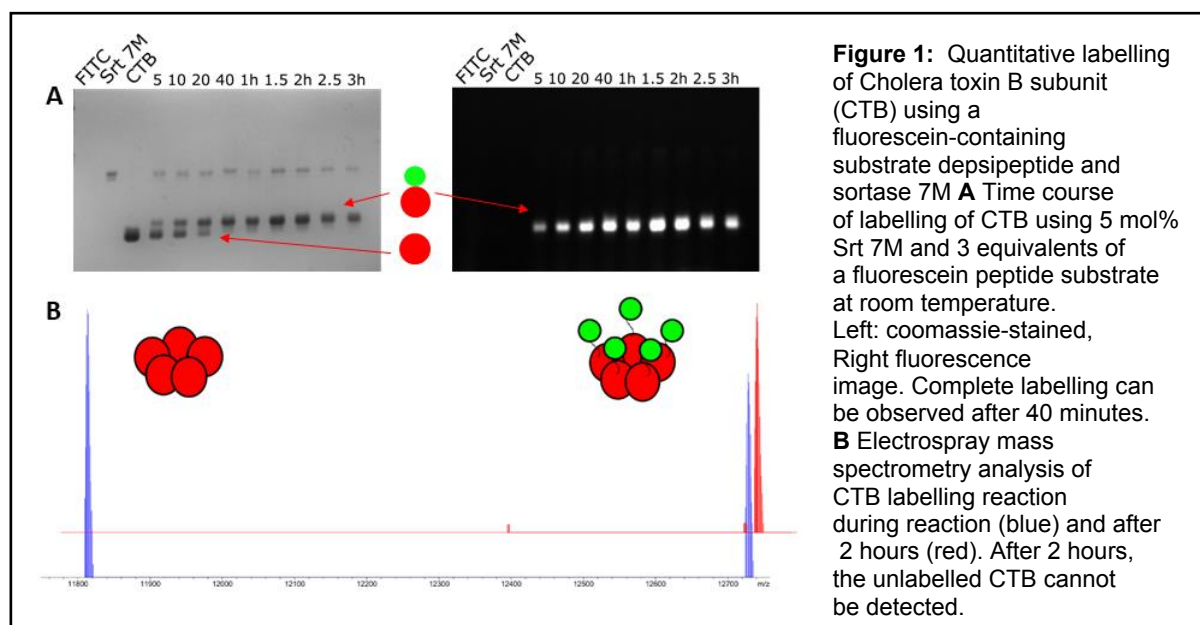 A
FITC
Srt 7M
CTB
5 10 20 40 1h 1.5 2h 2.5 3h
FITC
Srt 7M
CTB
5 10 20 40 1h 1.5 2h 2.5 3h
B
11800 11900 12000 12100 12200 12300 12400 12500 12600 12700 m/z
Figure 1: Quantitative labelling
of Cholera toxin B subunit
(CTB) using a
fluorescein-containing
substrate depsipeptide and
sortase 7M A Time course
of labelling of CTB using 5 mol%
Srt 7M and 3 equivalents of
a fluorescein peptide substrate
at room temperature.
Left: coomassie-stained,
Right fluorescence
image. Complete labelling can
be observed after 40 minutes.
B Electrospray mass
spectrometry analysis of
CTB labelling reaction
during reaction (blue) and after
2 hours (red). After 2 hours,
the unlabelled CTB cannot
be detected.